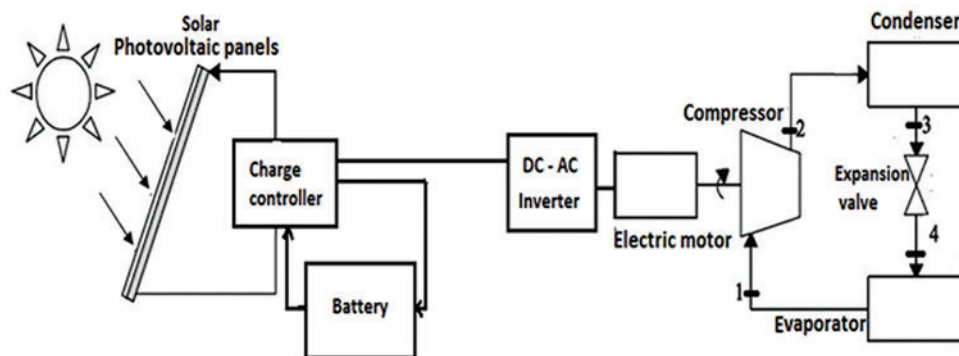 Solar
Photovoltaic panels
Charge
controller
Battery
DC - AC
Inverter
Electric motor
Compressor
2
Condenser
3
Expansion
valve
4
1
Evaporator